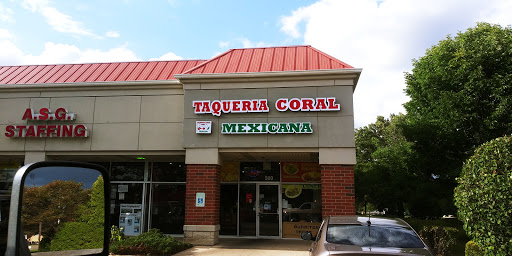 TAQUERIA CORAL
MEXICANA
A.S.G.
STAFFING